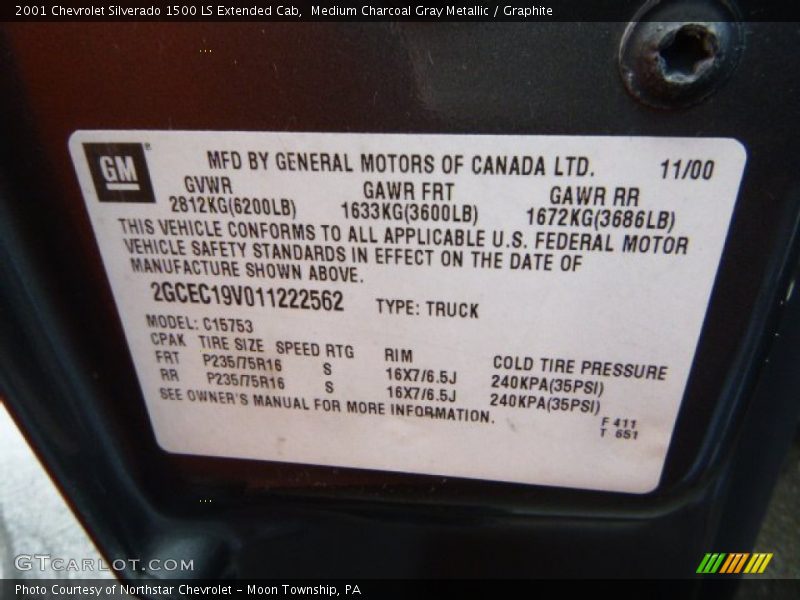 2001 Chevrolet Silverado 1500 LS Extended Cab,  Medium Charcoal Gray Metallic / Graphite
GM
MFD BY GENERAL MOTORS OF CANADA LTD. 11/00
GVWR GAWR FRT GAWR RR
2812KG(6200LB) 1633KG(3600LB) 1672KG(3686LB)
THIS VEHICLE CONFORMS TO ALL APPLICABLE U.S. FEDERAL MOTOR
VEHICLE SAFETY STANDARDS IN EFFECT ON THE DATE OF
MANUFACTURE SHOWN ABOVE.
2GCEC19V011222562 TYPE: TRUCK
MODEL: C15753
CPAK TIRE SIZE SPEED RTG RIM COLD TIRE PRESSURE
FRT P235/75R16 S 16X7/6.5J 240KPA(35PSI)
RR P235/75R16 S 16X7/6.5J 240KPA(35PSI)
SEE OWNER'S MANUAL FOR MORE INFORMATION.
F 411
T 651
GTcarlot.com
Photo Courtesy of Northstar Chevrolet - Moon Township, PA